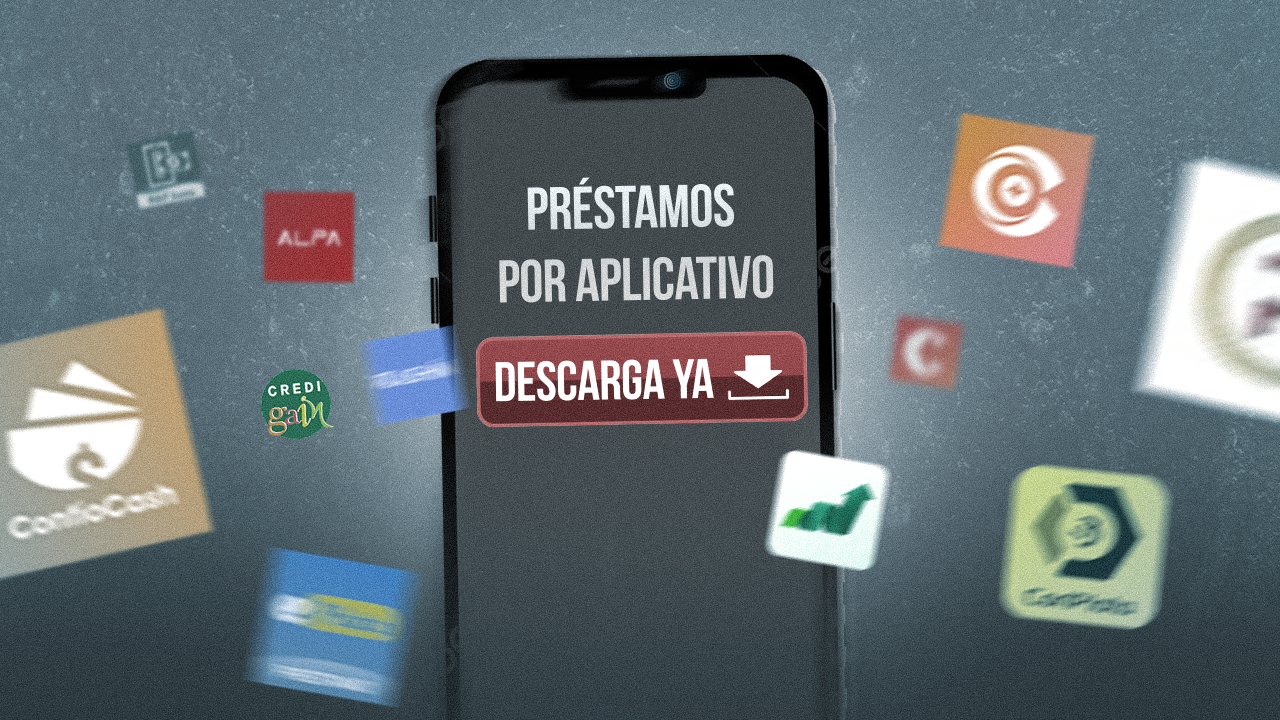 PRÉSTAMOS
POR APLICATIVO
DESCARGA YA
ALPA
CREDI
gain
ConfioCash
C